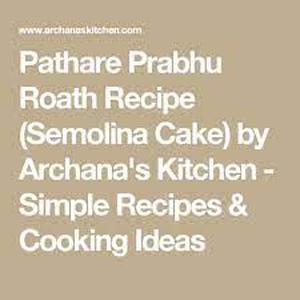 www.archanaskitchen.com
Pathare Prabhu
Roath Recipe
(Semolina Cake) by
Archana's Kitchen -
Simple Recipes &
Cooking Ideas